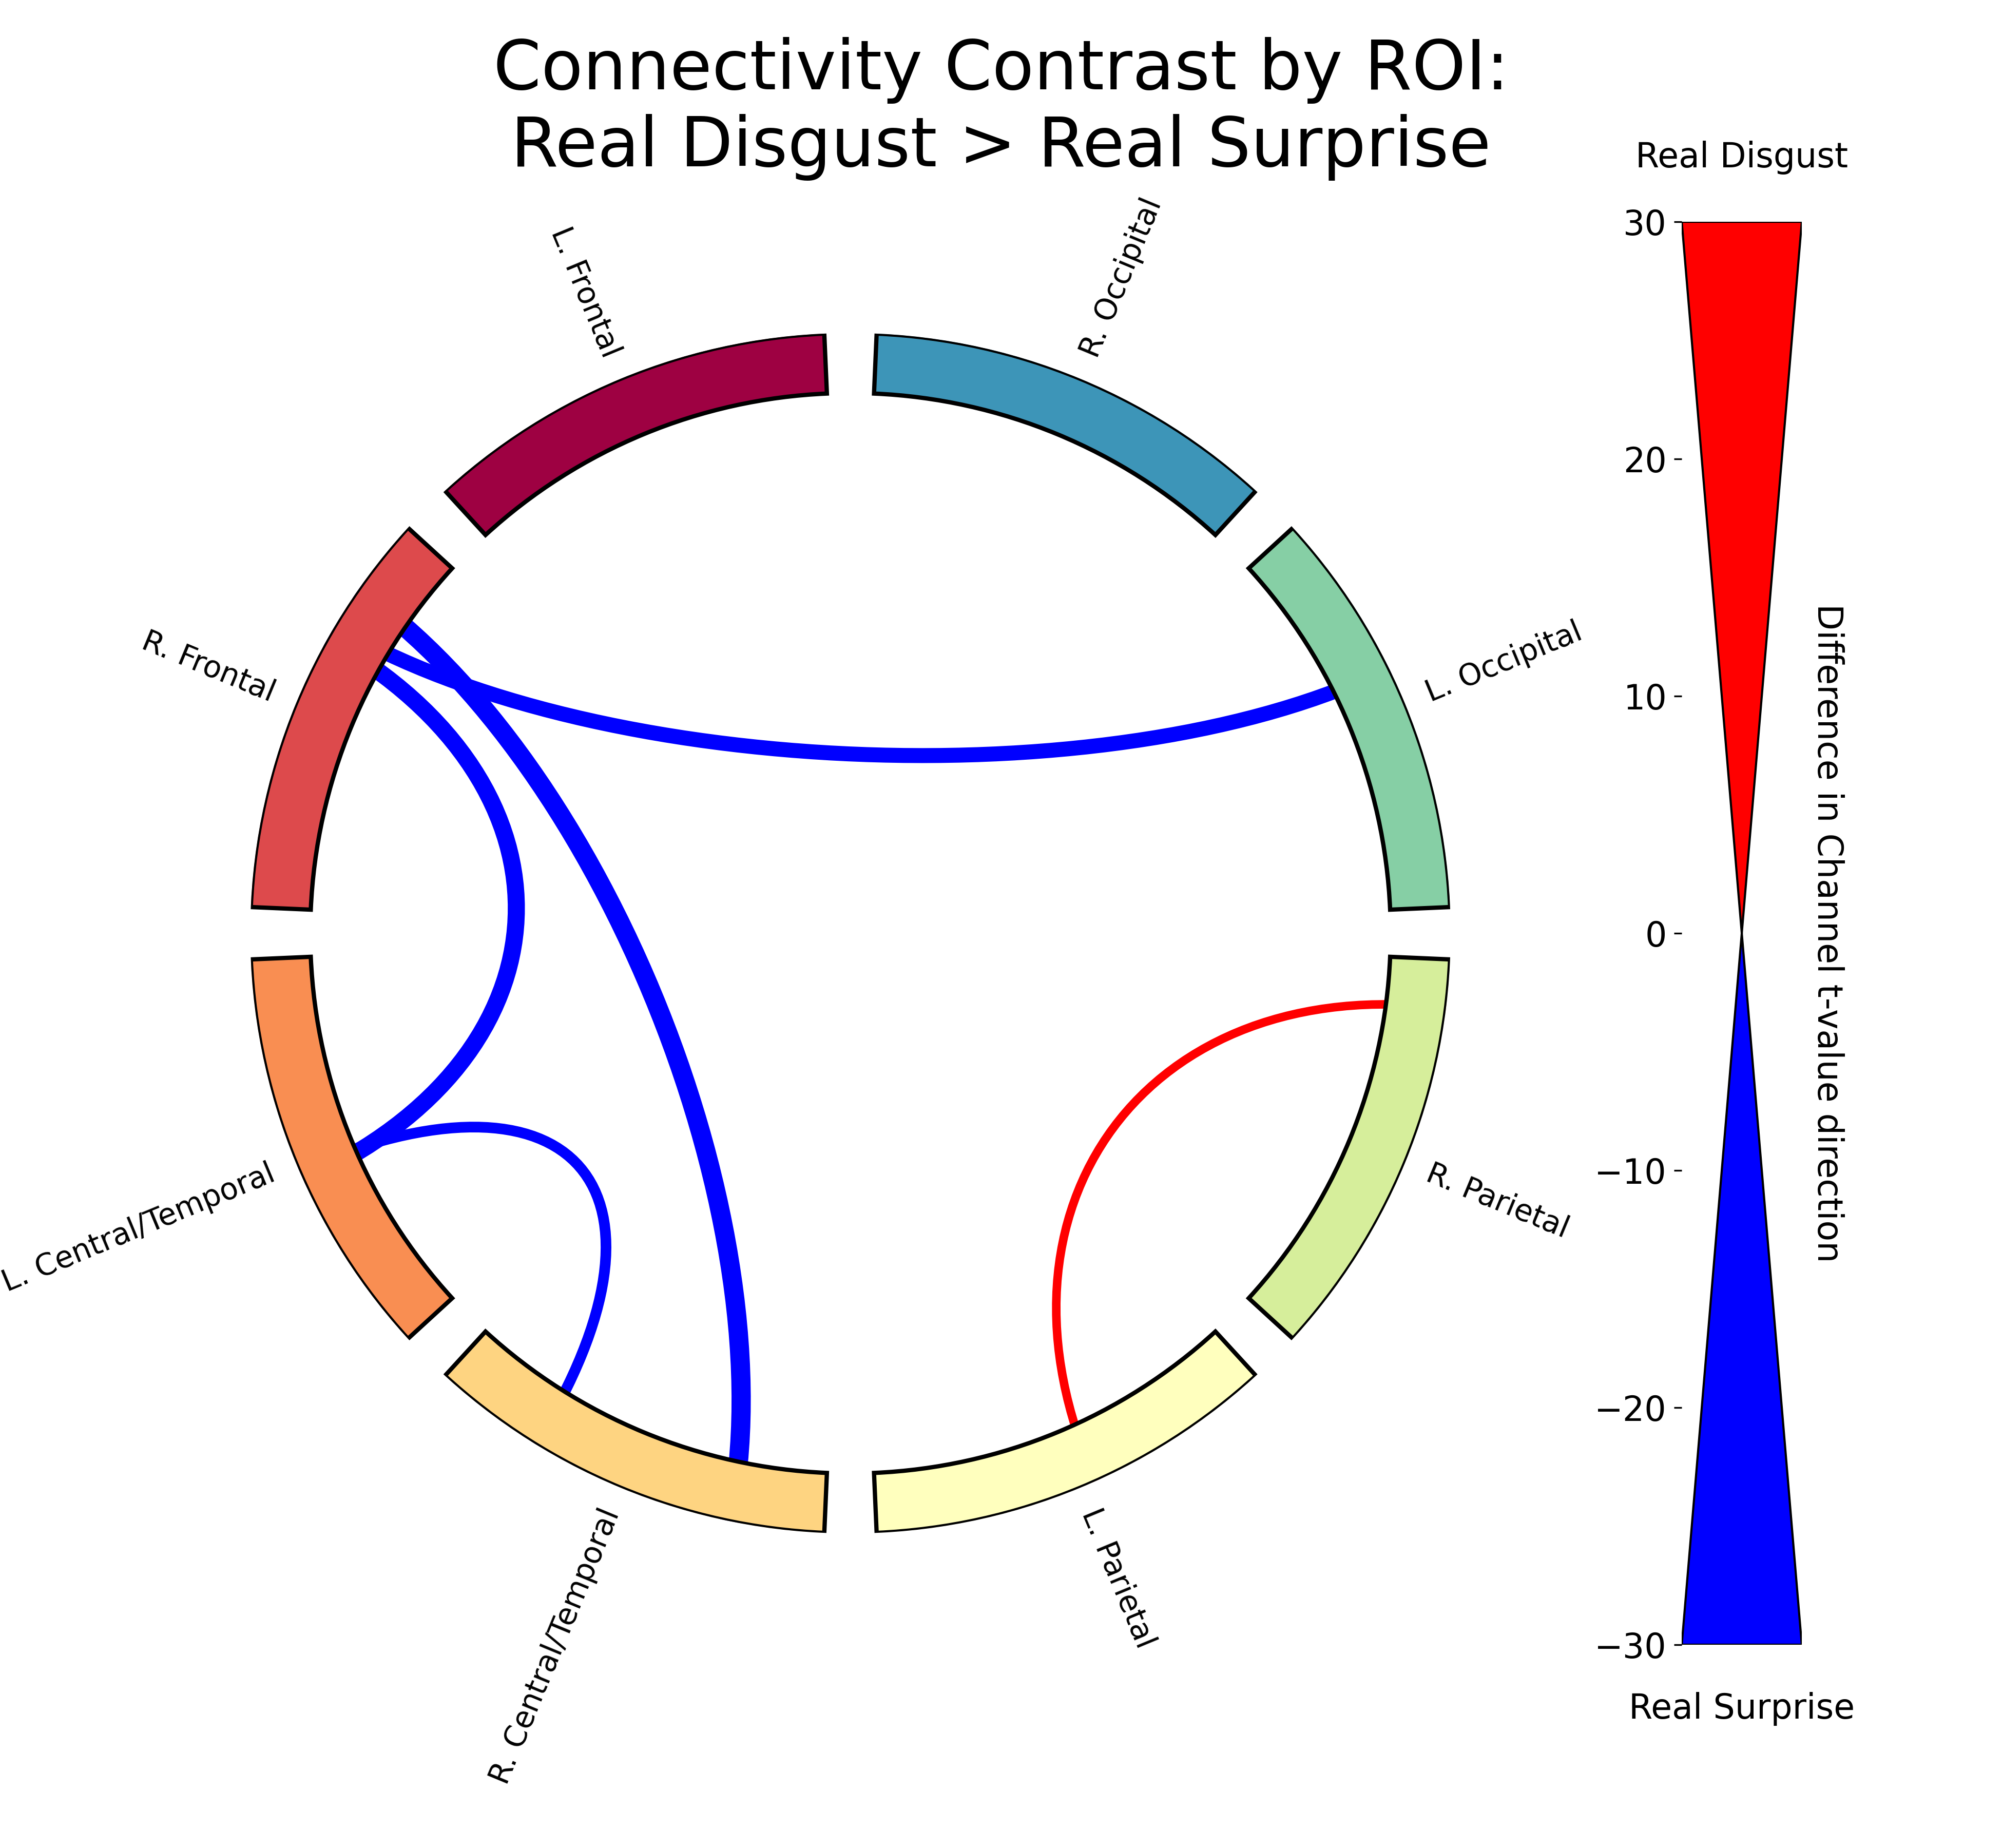 Connectivity Contrast by ROI:
Real Disgust > Real Surprise
Real Disgust
L. Frontal
R. Occipital
R. Frontal
L. Occipital
L. Central/Temporal
R. Parietal
R. Central/Temporal
L. Parietal
30
20
10
0
−10
−20
−30
Difference in Channel t-value direction
Real Surprise